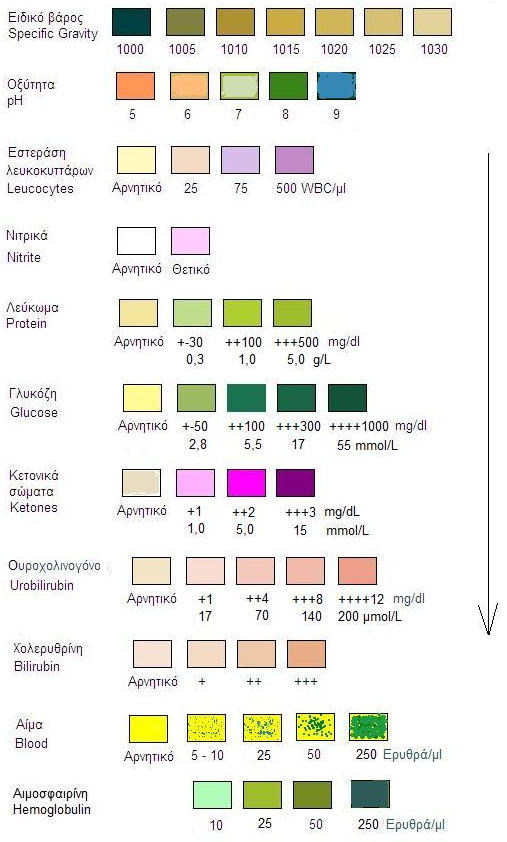 Ειδικό βάρος
Specific Gravity
1000 1005 1010 1015 1020 1025 1030
Οξύτητα
pH
5 6 7 8 9
Εστεράση
λευκοκυττάρων
Leucocytes
Αρνητικό 25 75 500 WBC/μl
Νιτρικά
Nitrite
Αρνητικό Θετικό
Λεύκωμα
Protein
Αρνητικό +-30 ++100 +++500 mg/dl
0,3 1,0 5,0 g/L
Γλυκόζη
Glucose
Αρνητικό +-50 ++100 +++300 ++++1000 mg/dl
2,8 5,5 17 55 mmol/L
Κετονικά
σώματα
Ketones
Αρνητικό +1 ++2 +++3 mg/dL
1,0 5,0 15 mmol/L
Ουροχολινογόνο
Urobilirubin
Αρνητικό +1 ++4 +++8 ++++12 mg/dl
17 70 140 200 μmol/L
Χολερυθρίνη
Bilirubin
Αρνητικό + ++ +++
Αίμα
Blood
Αρνητικό 5 - 10 25 50 250 Ερυθρά/μl
Αιμοσφαιρίνη
Hemoglobulin
10 25 50 250 Ερυθρά/μl